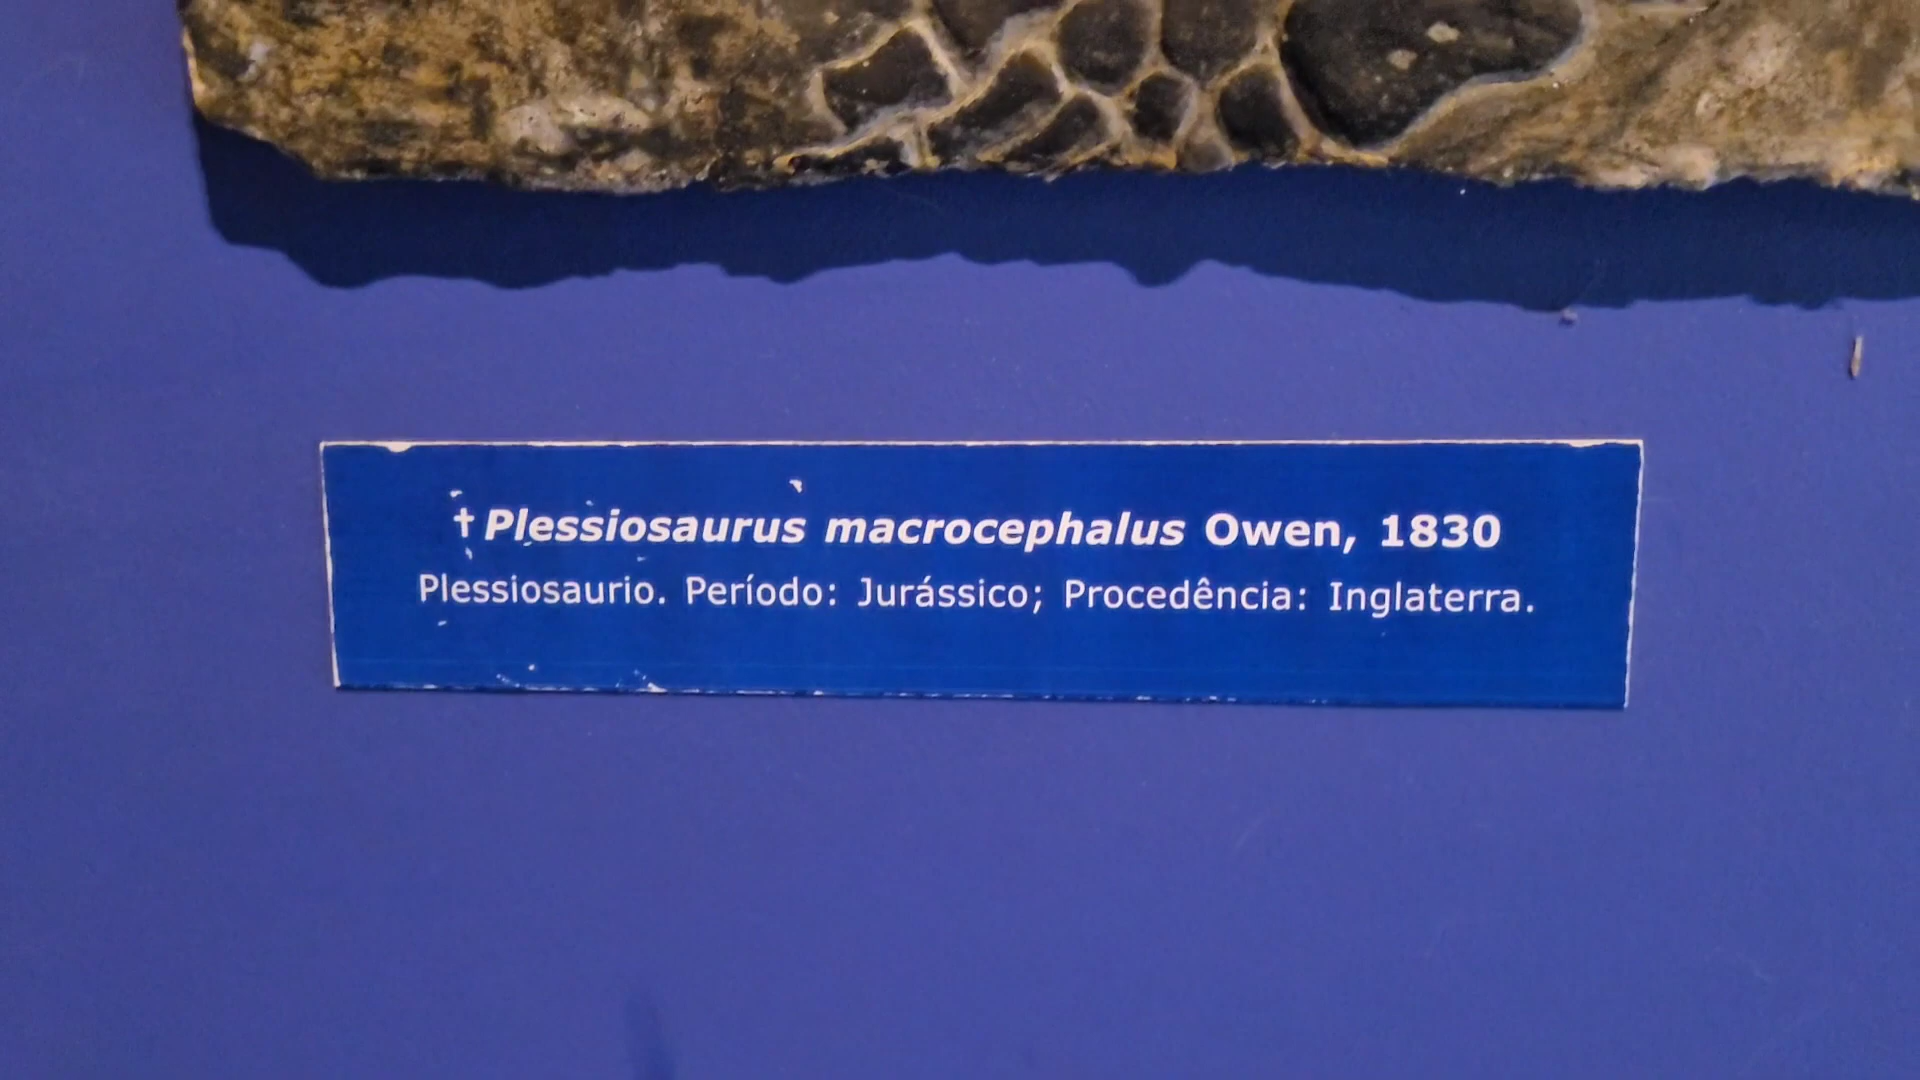 †Plessiosaurus macrocephalus Owen, 1830
Plessiosaurio. Período: Jurássico; Procedência: Inglaterra.